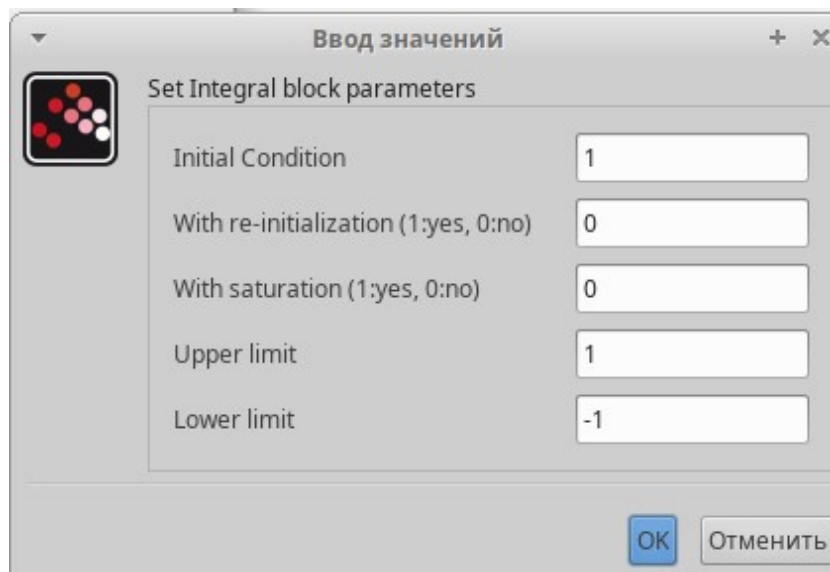 Ввод значений
Set Integral block parameters
Initial Condition 1
With re-initialization (1:yes, 0:no) 0
With saturation (1:yes, 0:no) 0
Upper limit 1
Lower limit -1
OK Отменить